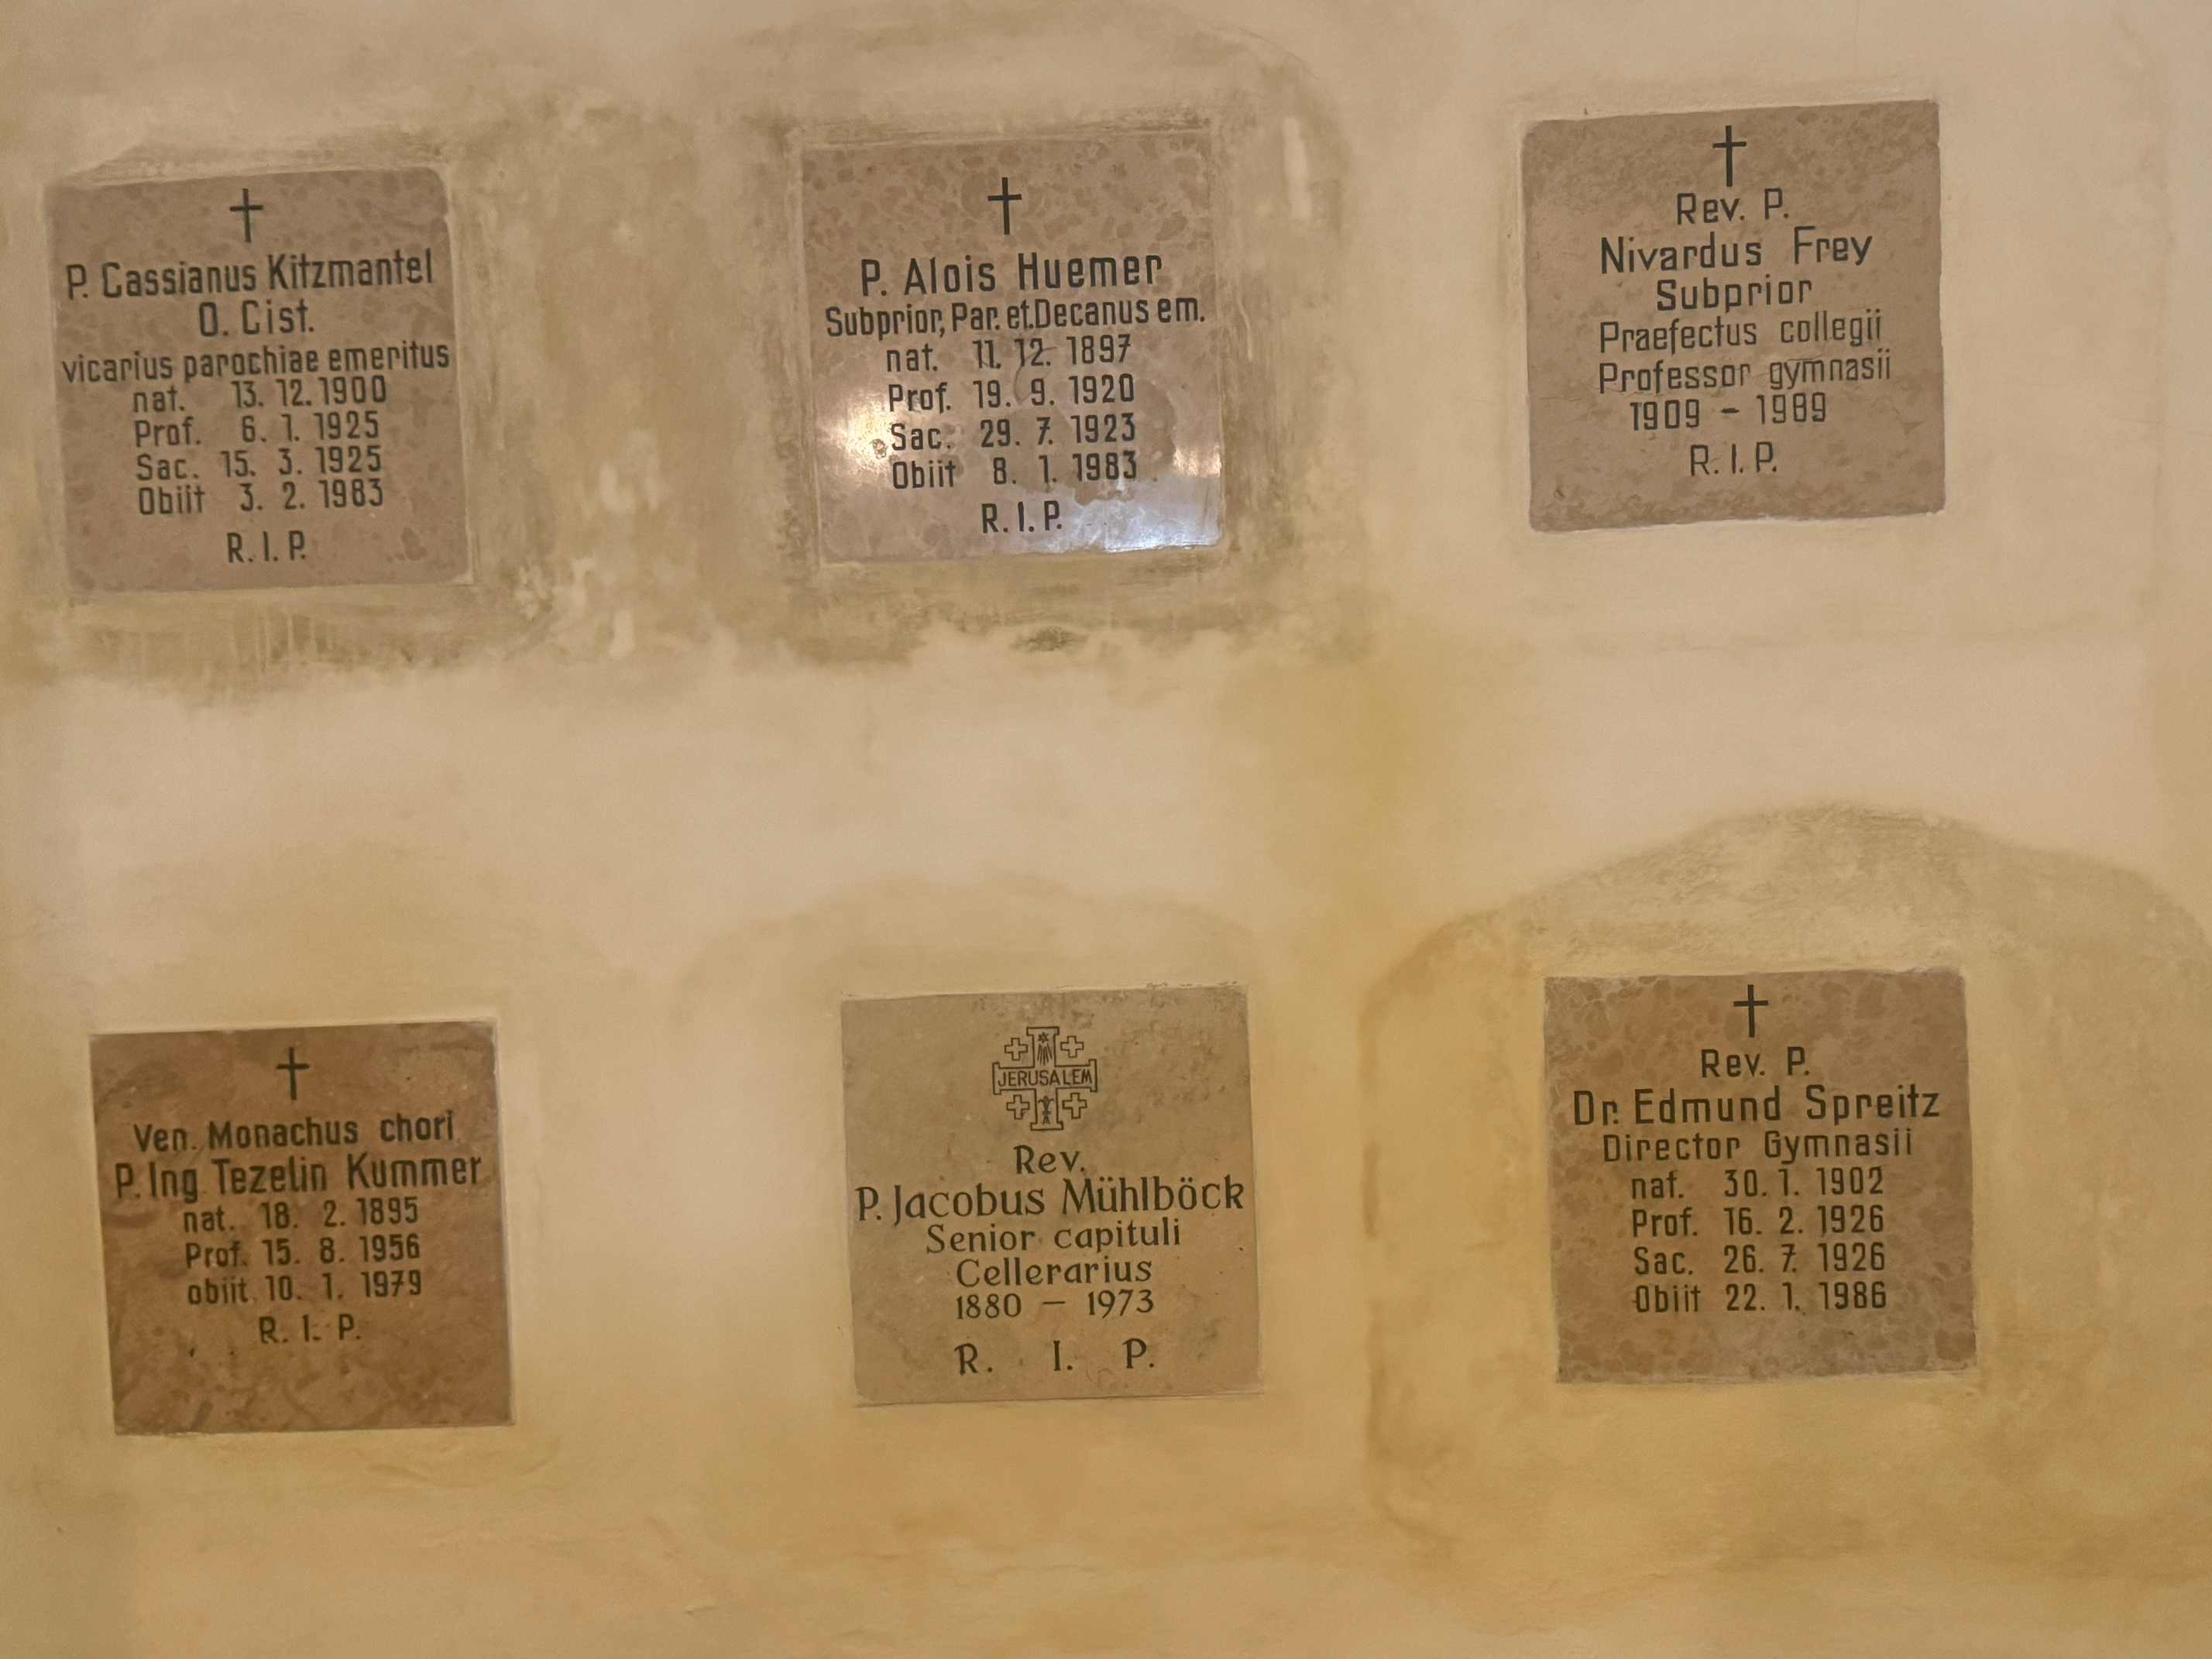 P. Cassianus Kitzmantel
O. Cist.
vicarius parochiae emeritus
nat. 13. 12. 1900
Prof. 6. 1. 1925
Sac. 15. 3. 1925
Obiit 3. 2. 1983
R. I. P.
P. Alois Huemer
Subprior, Par. et.Decanus em.
nat. 11. 12. 1897
Prof. 19. 9. 1920
Sac. 29. 7. 1923
Obiit 8. 1. 1983
R. I. P.
Rev. P.
Nivardus Frey
Subprior
Praefectus collegii
Professor gymnasii
1909 - 1989
R. I. P.
Ven. Monachus chori
P. Ing Tezelin Kummer
nat. 18. 2. 1895
Prof. 15. 8. 1956
obiit 10. 1. 1979
R. I. P.
JERUSALEM
Rev.
P. Jacobus Mühlböck
Senior capituli
Cellerarius
1880 – 1973
R. I. P.
Rev. P.
Dr. Edmund Spreitz
Director Gymnasii
nat. 30. 1. 1902
Prof. 16. 2. 1926
Sac. 26. 7. 1926
Obiit 22. 1. 1986